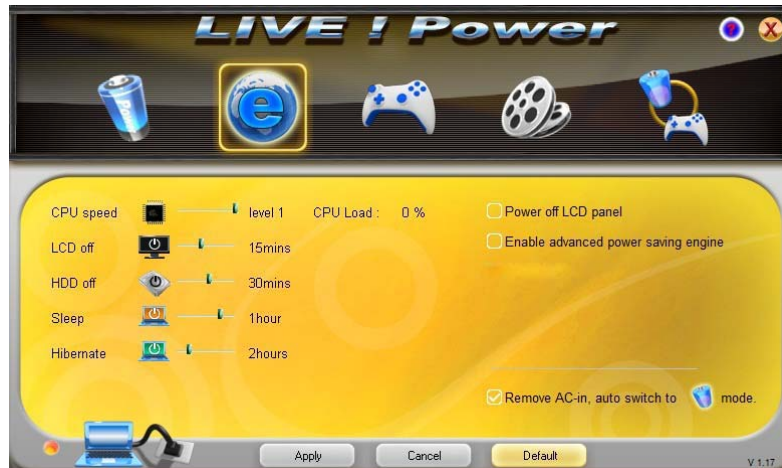 LIVE ! Power
Power
CPU speed level 1 CPU Load : 0 % Power off LCD panel
LCD off 15mins Enable advanced power saving engine
HDD off 30mins
Sleep 1hour
Hibernate 2hours
Remove AC-in, auto switch to mode.
Apply Cancel Default
V 1.17